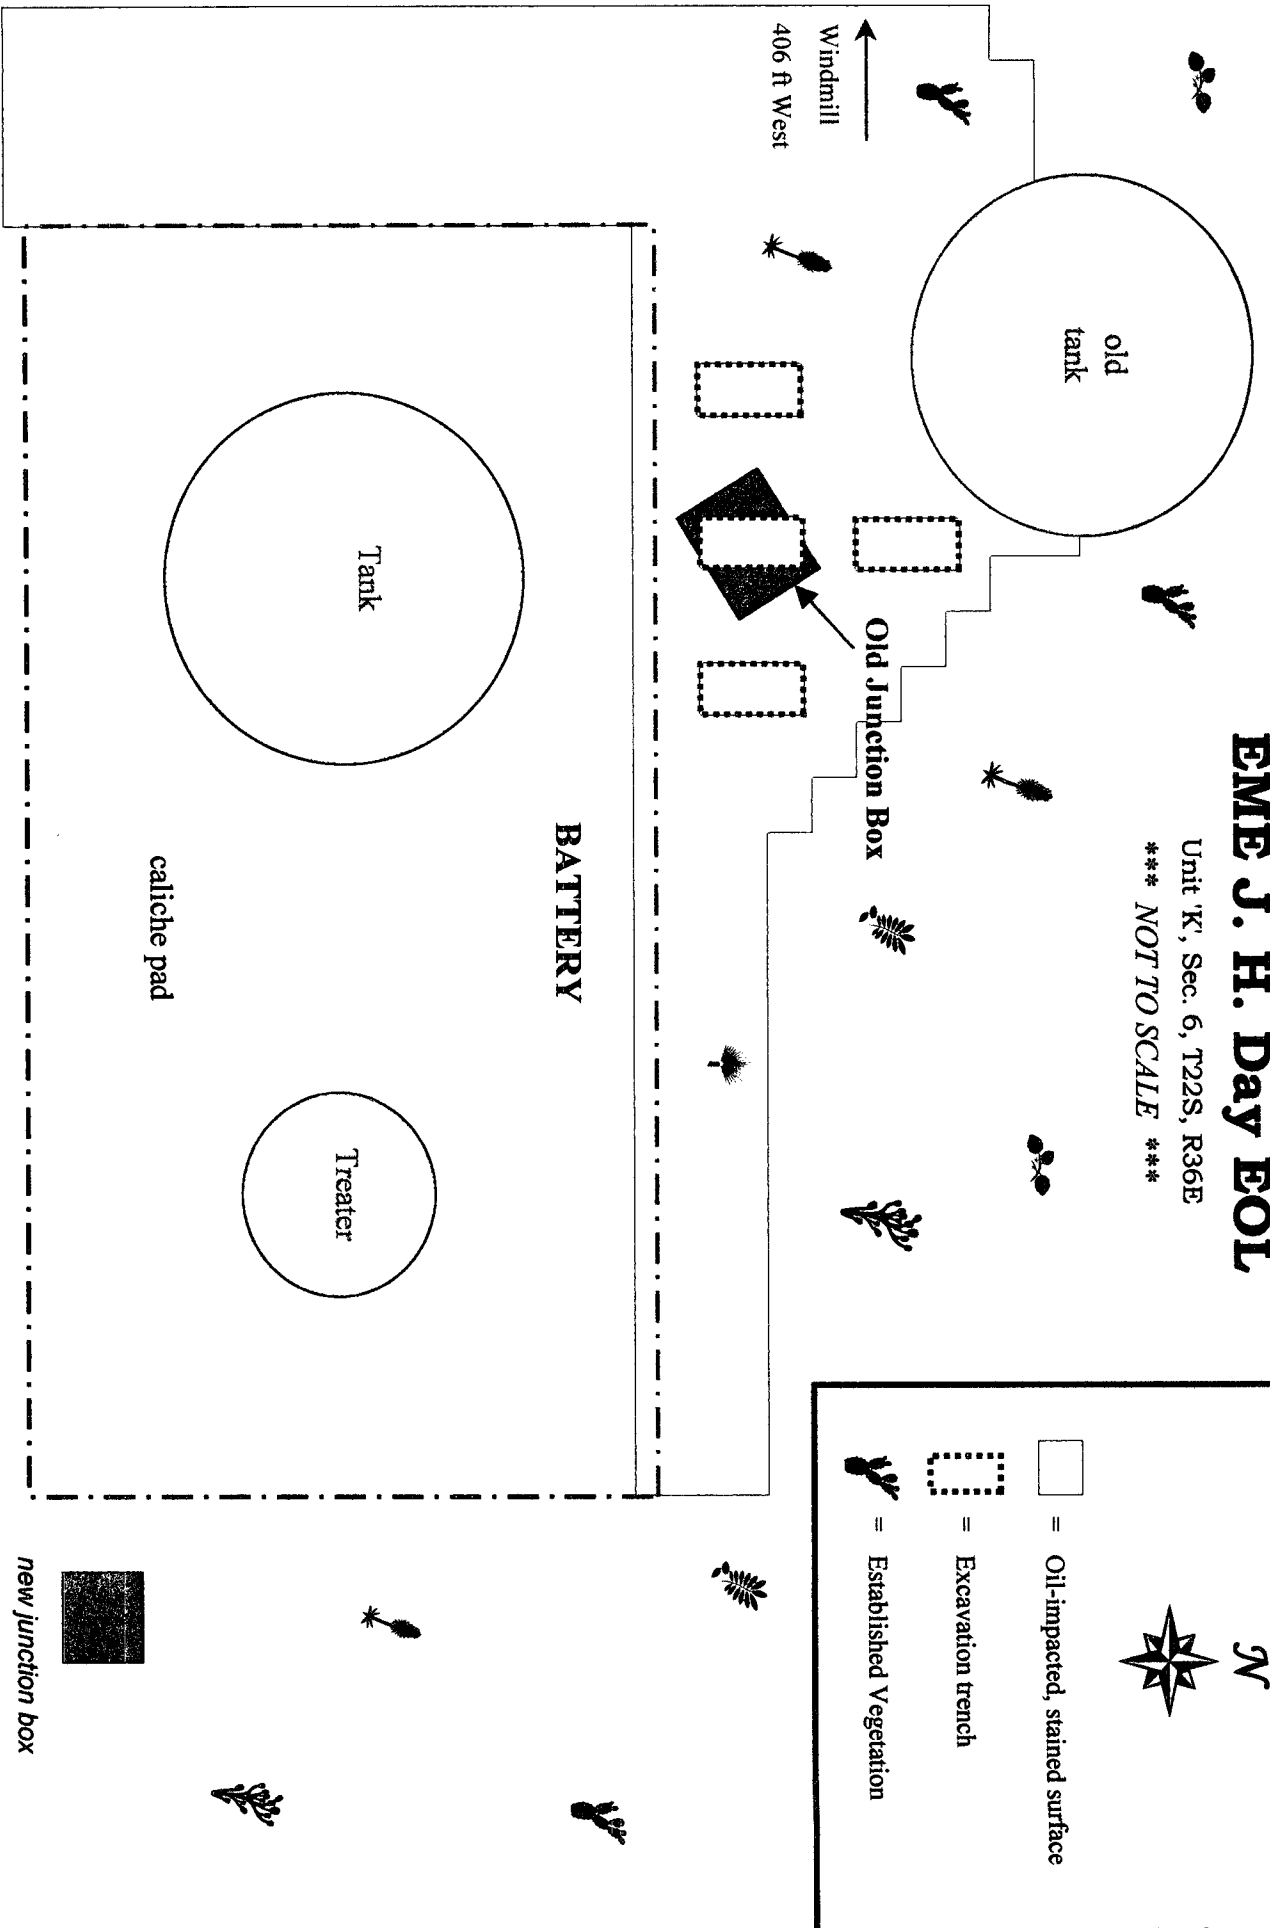 EME J. H. Day EOL
Unit 'K', Sec. 6, T22S, R36E
*** NOT TO SCALE ***
N
= Oil-impacted, stained surface
= Excavation trench
= Established Vegetation
old
tank
Windmill
406 ft West
Old Junction Box
BATTERY
Tank
Treater
caliche pad
new junction box